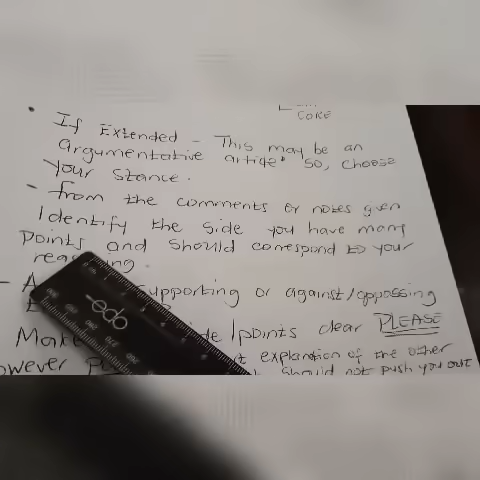 CORE
• If Extended - This may be an
argumentative article. So, choose
your stance.
- from the comments or notes given
Identify the side you have many
points and should correspond to your
reasoning.
- supporting or against/opposing
Make /points clear PLEASE
explanation of the other
should not push you out
-edo